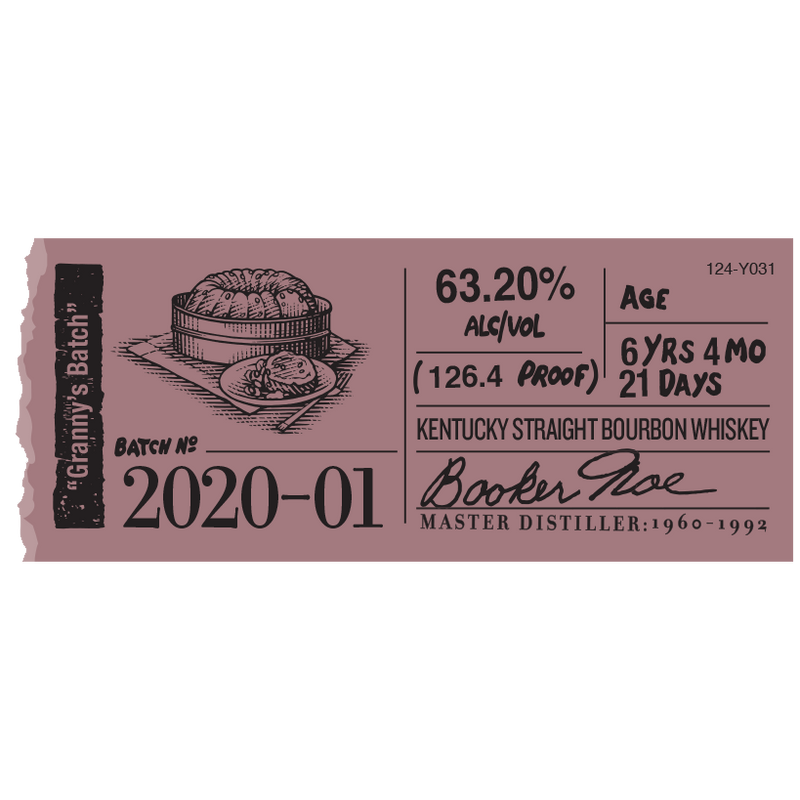 "Granny's Batch"
BATCH Nº
2020-01
63.20%
ALC/VOL
(126.4 PROOF)
124-Y031
AGE
6 YRS 4 MO
21 DAYS
KENTUCKY STRAIGHT BOURBON WHISKEY
Booker Noe
MASTER DISTILLER:1960-1992